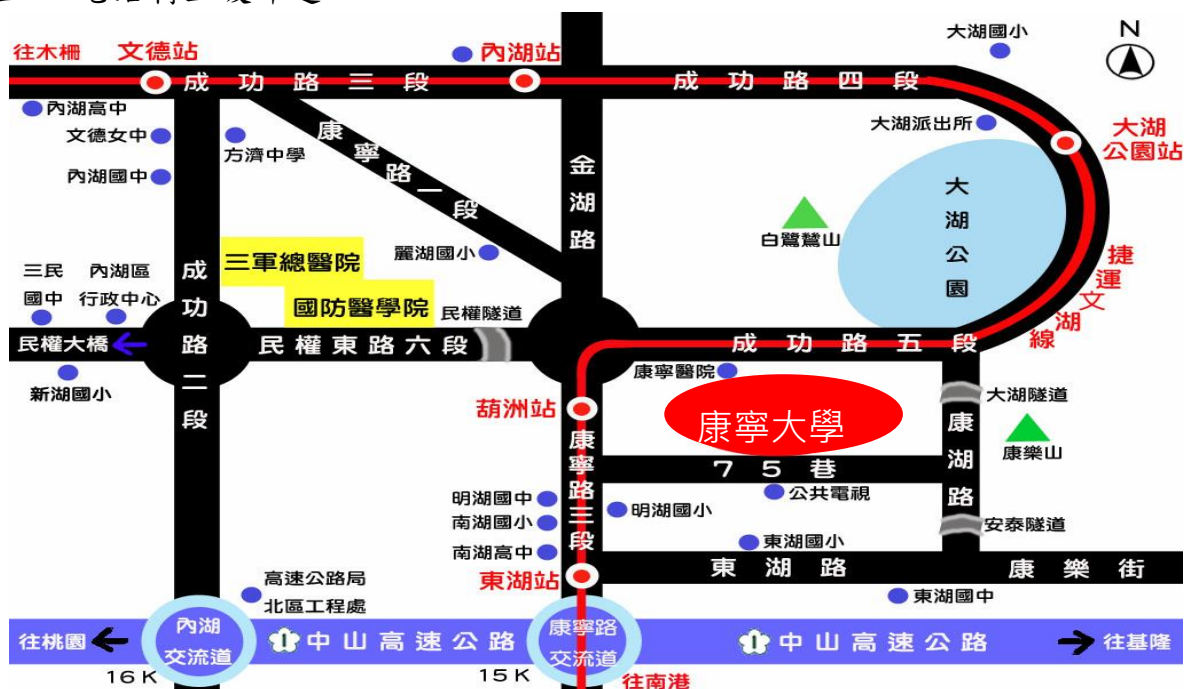 大湖國小
N
往木柵
文德站
內湖站
成功路三段
成功路四段
內湖高中
文德女中
方濟中學
康寧路一段
大湖派出所
大湖
公園站
內湖國中
金湖路
大湖公園
白鷺鷥山
三軍總醫院
麗湖國小
捷運文湖線
三民
國中
內湖區
行政中心
成功路二段
國防醫學院
民權隧道
民權大橋
民權東路六段
成功路五段
新湖國小
康寧醫院
葫洲站
康寧大學
大湖隧道
康湖路
康樂山
康寧路三段
75巷
明湖國中
公共電視
南湖國小
明湖國小
安泰隧道
南湖高中
東湖國小
東湖站
東湖路
康樂街
高速公路局
北區工程處
東湖國中
往桃園
內湖
交流道
1
中山高速公路
康寧路
交流道
1
中山高速公路
往基隆
16K
15K
往南港